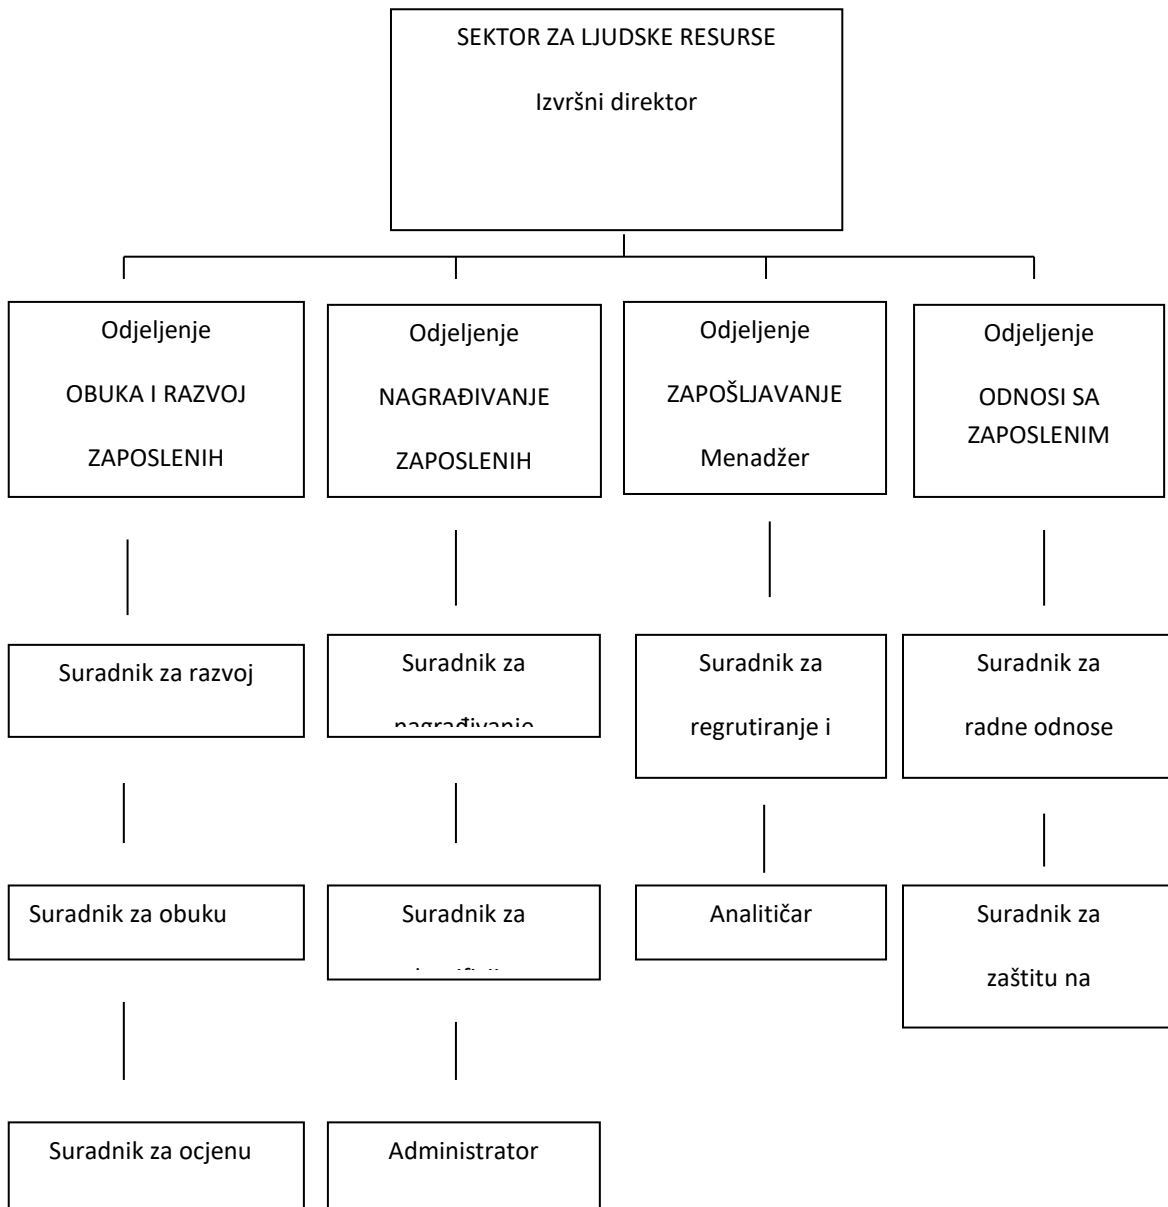 SEKTOR ZA LJUDSKE RESURSE
Izvršni direktor
Odjeljenje
OBUKA I RAZVOJ
ZAPOSLENIH
Odjeljenje
NAGRAĐIVANJE
ZAPOSLENIH
Odjeljenje
ZAPOŠLJAVANJE
Menadžer
Odjeljenje
ODNOSI SA
ZAPOSLENIM
Suradnik za razvoj
Suradnik za
nagrađivanje
Suradnik za
regrutiranje i
Suradnik za
radne odnose
Suradnik za obuku
Suradnik za
Analitičar
Suradnik za
zaštitu na
Suradnik za ocjenu
Administrator